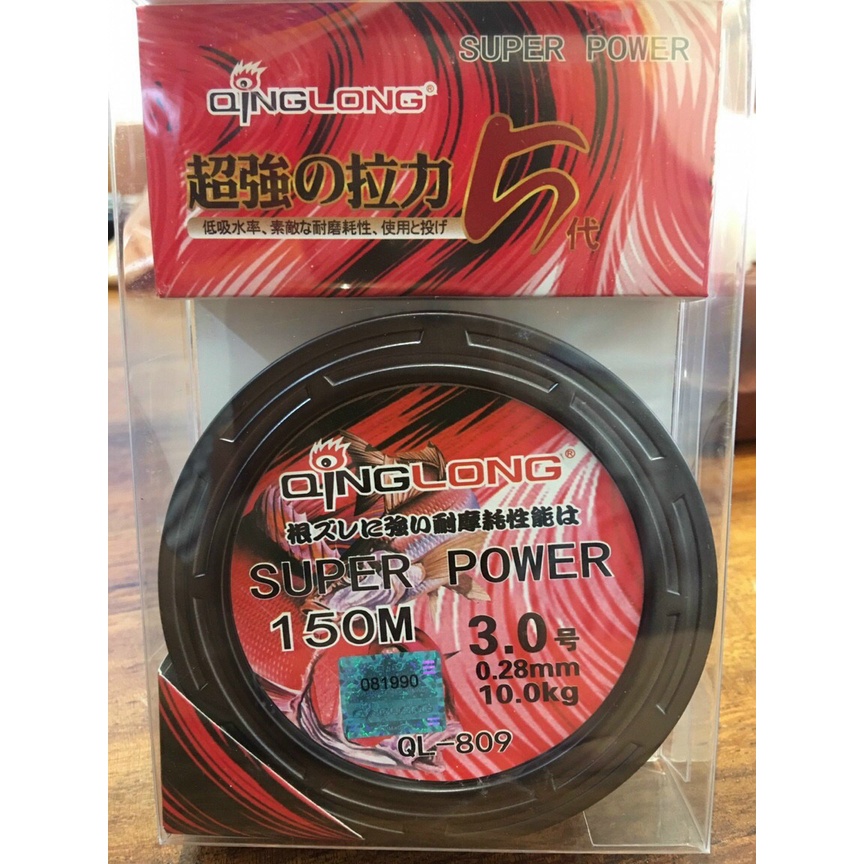 SUPER POWER
QINGLONG®
超強の拉力
5
代
低吸水率、素敵な耐磨耗性、使用と投げ
QINGLONG®
根ズレに強い耐摩耗性能は
SUPER POWER
150M
3.0号
0.28mm
10.0kg
081990
QL-809